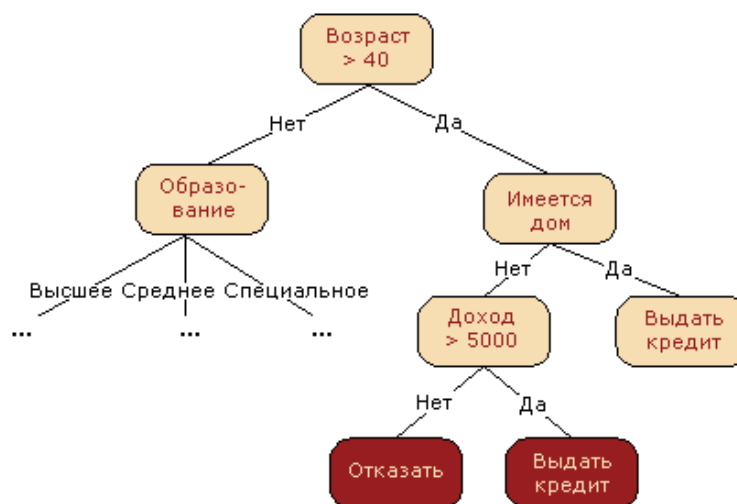 Возраст
> 40
Нет
Да
Образо-
вание
Имеется
дом
Высшее Среднее Специальное
Нет
Да
... ... ...
Доход
> 5000
Выдать
кредит
Нет
Да
Отказать
Выдать
кредит